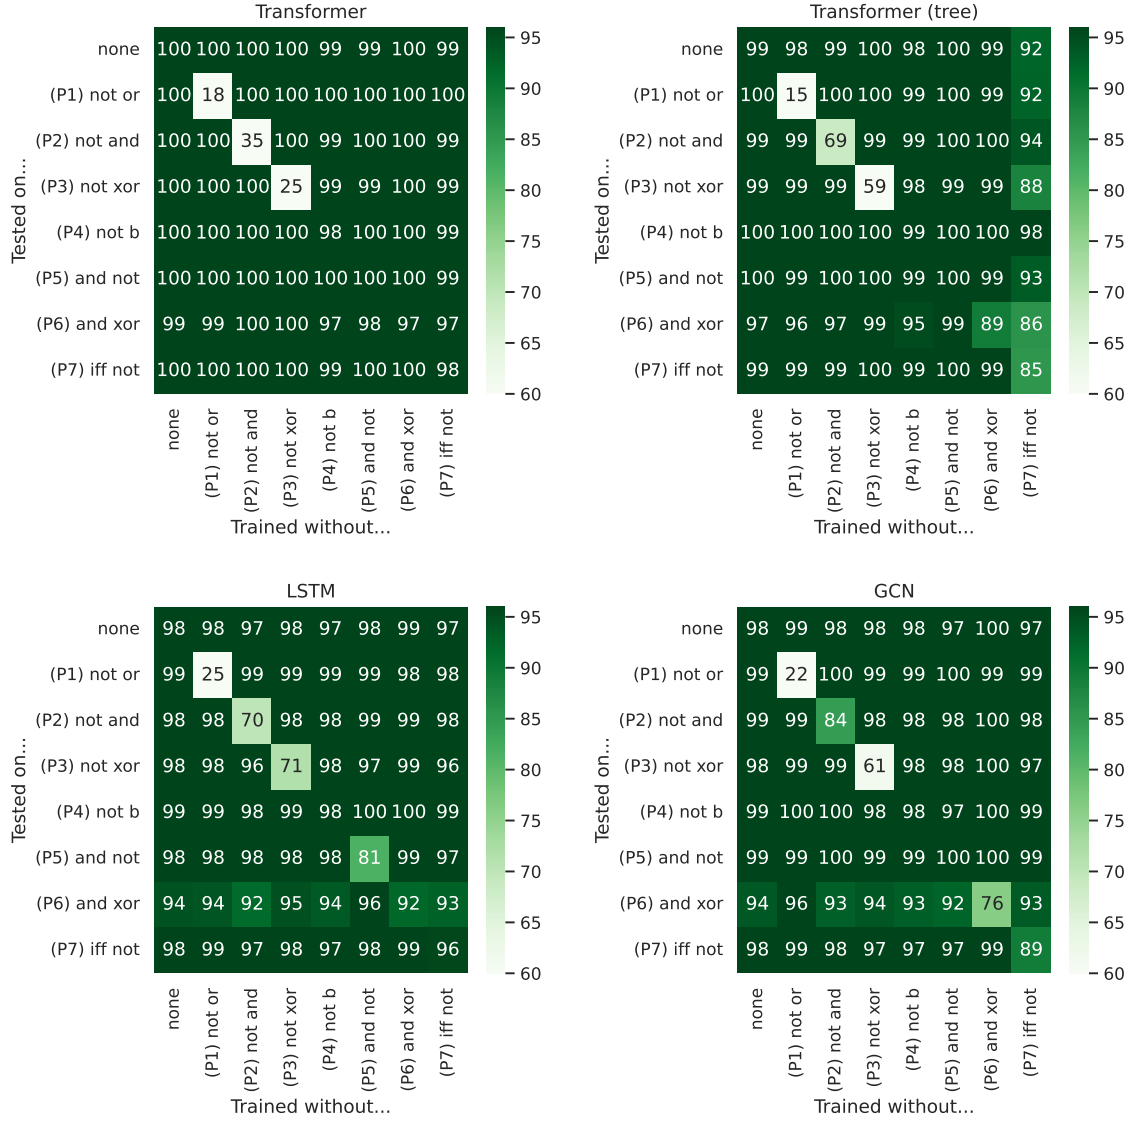 Transformer
none 100 100 100 100 99 99 100 99
(P1) not or 100 18 100 100 100 100 100 100
(P2) not and 100 100 35 100 99 100 100 99
(P3) not xor 100 100 100 25 99 99 100 99
(P4) not b 100 100 100 100 98 100 100 99
(P5) and not 100 100 100 100 100 100 100 99
(P6) and xor 99 99 100 100 97 98 97 97
(P7) iff not 100 100 100 100 99 100 100 98
Tested on...
none
(P1) not or
(P2) not and
(P3) not xor
(P4) not b
(P5) and not
(P6) and xor
(P7) iff not
Trained without...
95
90
85
80
75
70
65
60
Transformer (tree)
none 99 98 99 100 98 100 99 92
(P1) not or 100 15 100 100 99 100 99 92
(P2) not and 99 99 69 99 99 100 100 94
(P3) not xor 99 99 99 59 98 99 99 88
(P4) not b 100 100 100 100 99 100 100 98
(P5) and not 100 99 100 100 99 100 99 93
(P6) and xor 97 96 97 99 95 99 89 86
(P7) iff not 99 99 99 100 99 100 99 85
Tested on...
none
(P1) not or
(P2) not and
(P3) not xor
(P4) not b
(P5) and not
(P6) and xor
(P7) iff not
Trained without...
95
90
85
80
75
70
65
60
LSTM
none 98 98 97 98 97 98 99 97
(P1) not or 99 25 99 99 99 99 98 98
(P2) not and 98 98 70 98 98 99 99 98
(P3) not xor 98 98 96 71 98 97 99 96
(P4) not b 99 99 98 99 98 100 100 99
(P5) and not 98 98 98 98 98 81 99 97
(P6) and xor 94 94 92 95 94 96 92 93
(P7) iff not 98 99 97 98 97 98 99 96
Tested on...
none
(P1) not or
(P2) not and
(P3) not xor
(P4) not b
(P5) and not
(P6) and xor
(P7) iff not
Trained without...
95
90
85
80
75
70
65
60
GCN
none 98 99 98 98 98 97 100 97
(P1) not or 99 22 100 99 99 100 99 99
(P2) not and 99 99 84 98 98 98 100 98
(P3) not xor 98 99 99 61 98 98 100 97
(P4) not b 99 100 100 98 98 97 100 99
(P5) and not 99 99 100 99 99 100 100 99
(P6) and xor 94 96 93 94 93 92 76 93
(P7) iff not 98 99 98 97 97 97 99 89
Tested on...
none
(P1) not or
(P2) not and
(P3) not xor
(P4) not b
(P5) and not
(P6) and xor
(P7) iff not
Trained without...
95
90
85
80
75
70
65
60